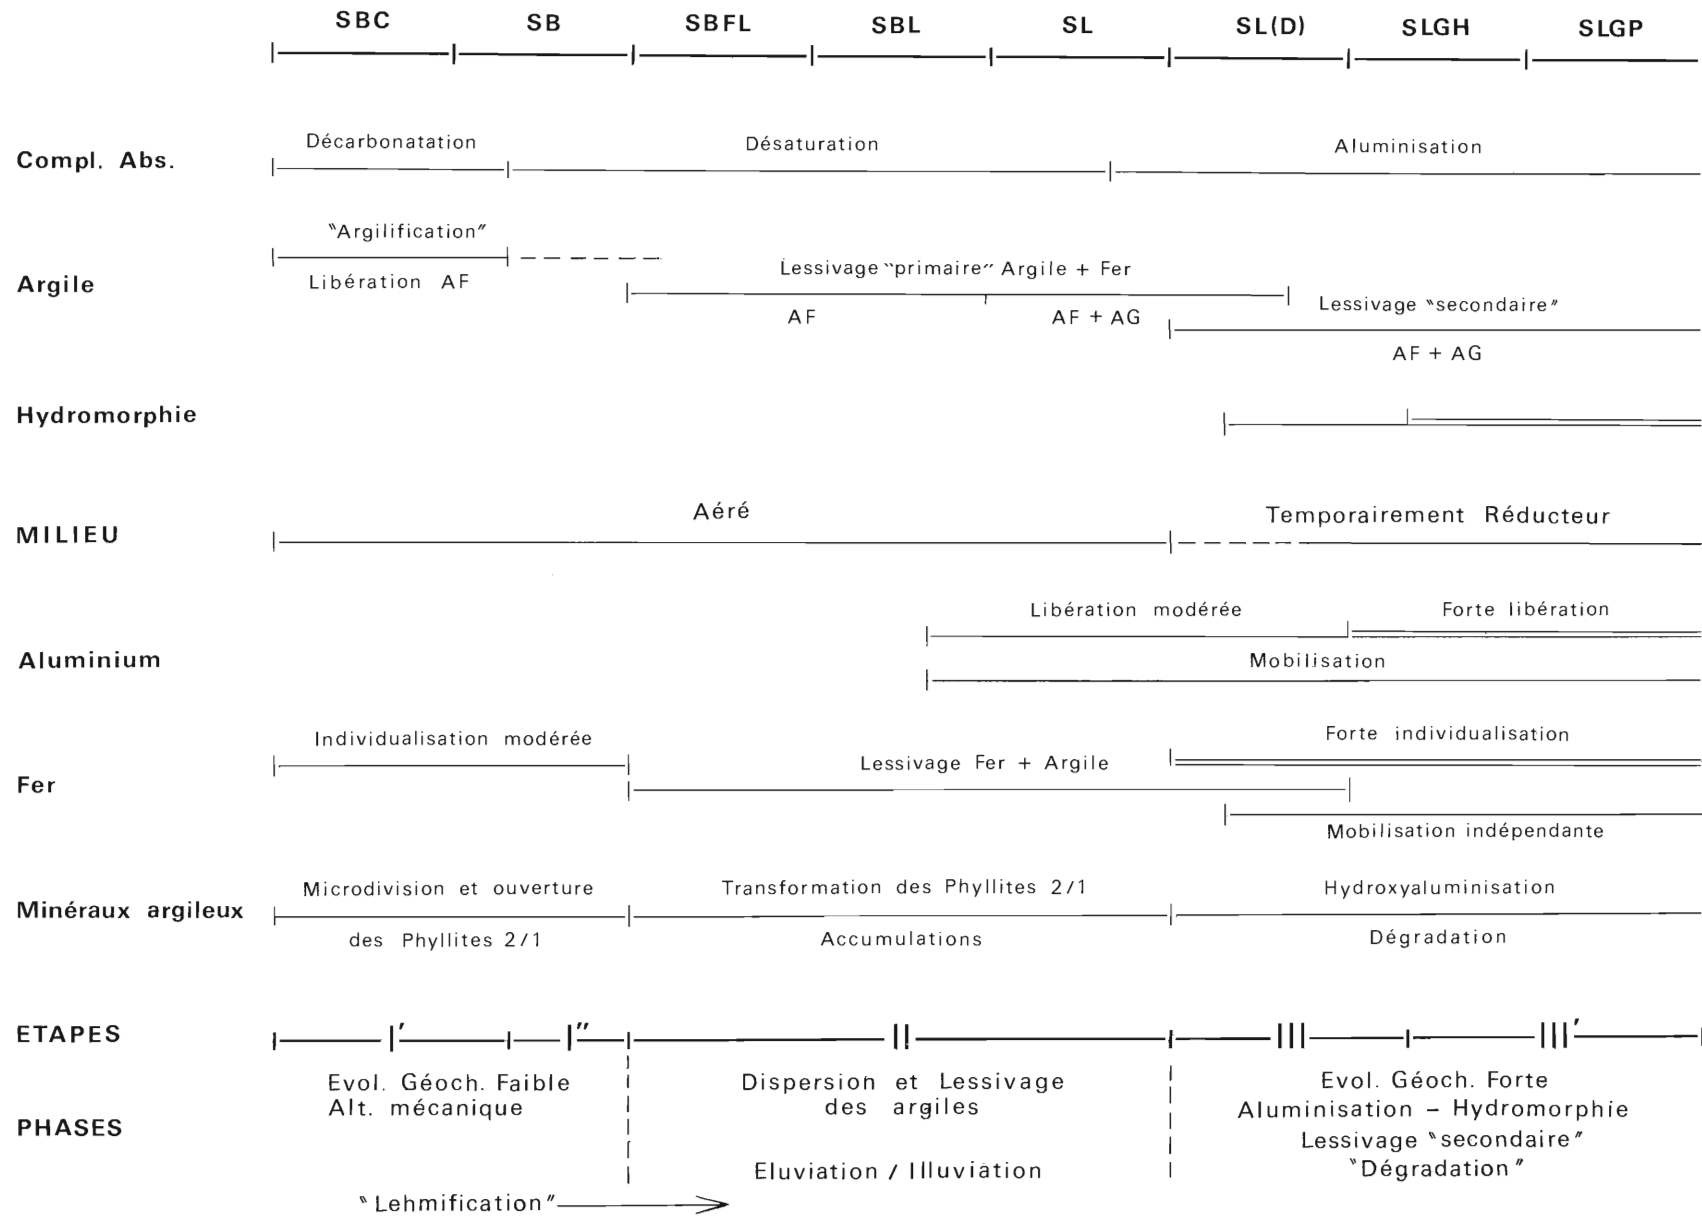 SBC SB SBFL SBL SL SL(D) SLGH SLGP
Décarbonatation Désaturation Aluminisation
Compl. Abs.
"Argilification"
Lessivage "primaire" Argile + Fer
Argile Libération AF
Lessivage "secondaire"
AF AF + AG
AF + AG
Hydromorphie
Aéré Temporairement Réducteur
MILIEU
Libération modérée Forte libération
Aluminium Mobilisation
Individualisation modérée Forte individualisation
Lessivage Fer + Argile
Fer
Mobilisation indépendante
Microdivision et ouverture Transformation des Phyllites 2/1 Hydroxyaluminisation
Minéraux argileux
des Phyllites 2/1 Accumulations Dégradation
ETAPES I' I" II III III'
Evol. Géoch. Faible Dispersion et Lessivage Evol. Géoch. Forte
Alt. mécanique des argiles Aluminisation – Hydromorphie
PHASES
Lessivage "secondaire"
Eluviation / Illuviation "Dégradation"
"Lehmification"